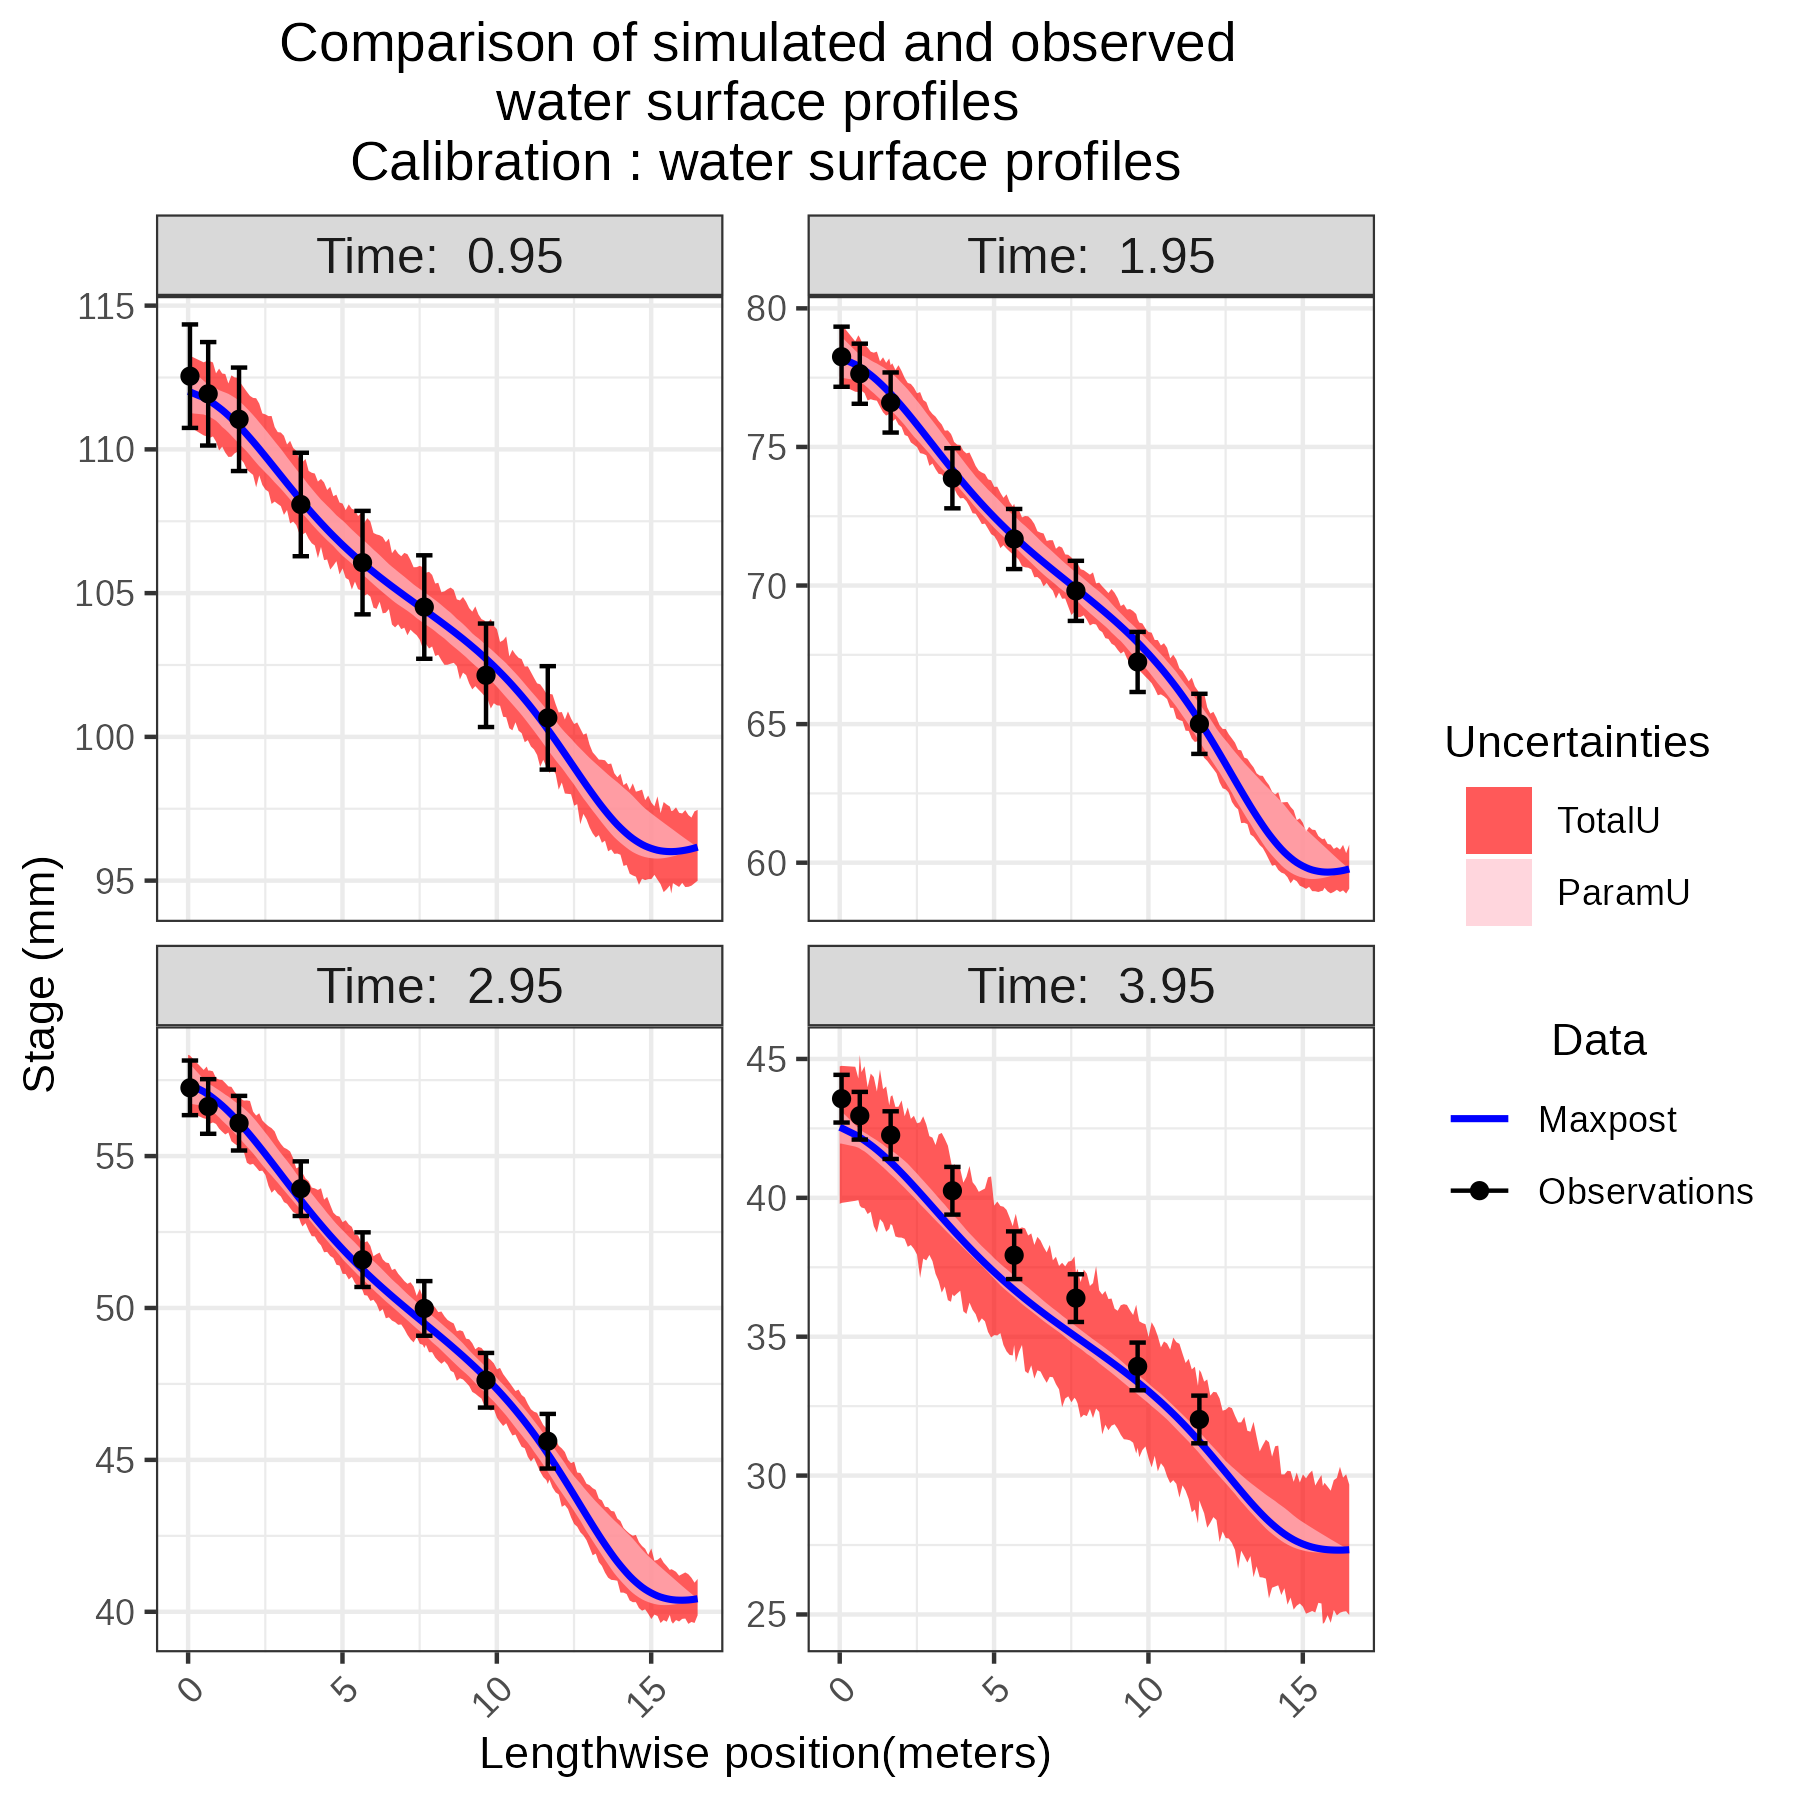 Comparison of simulated and observed
water surface profiles
Calibration : water surface profiles
Time:  0.95
Time:  1.95
115
110
105
100
95
80
75
70
65
60
Time:  2.95
Time:  3.95
55
50
45
40
45
40
35
30
25
0
5
10
15
0
5
10
15
Stage (mm)
Lengthwise position(meters)
Uncertainties
TotalU
ParamU
Data
Maxpost
Observations